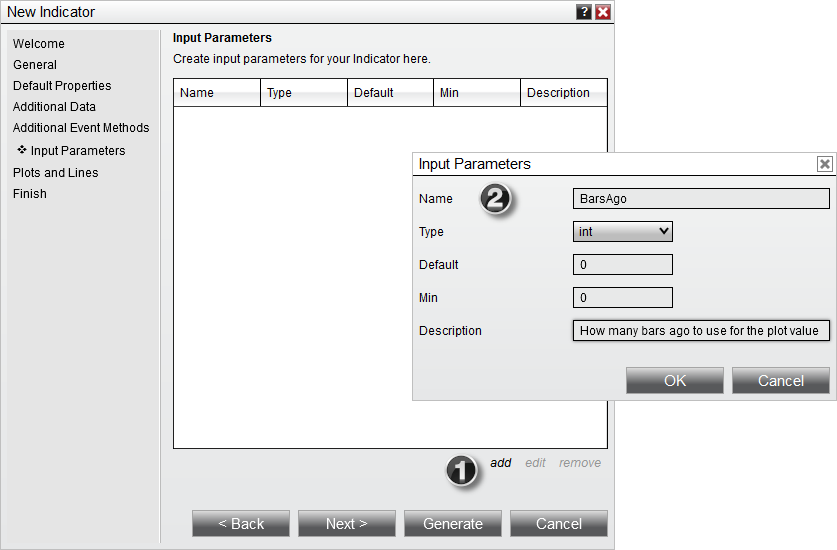 New Indicator
?
Welcome
General
Default Properties
Additional Data
Additional Event Methods
Input Parameters
Plots and Lines
Finish
Input Parameters
Create input parameters for your Indicator here.
Name Type Default Min Description
Input Parameters
Name 2 BarsAgo
Type int
Default 0
Min 0
Description How many bars ago to use for the plot value
OK Cancel
1 add edit remove
< Back Next > Generate Cancel